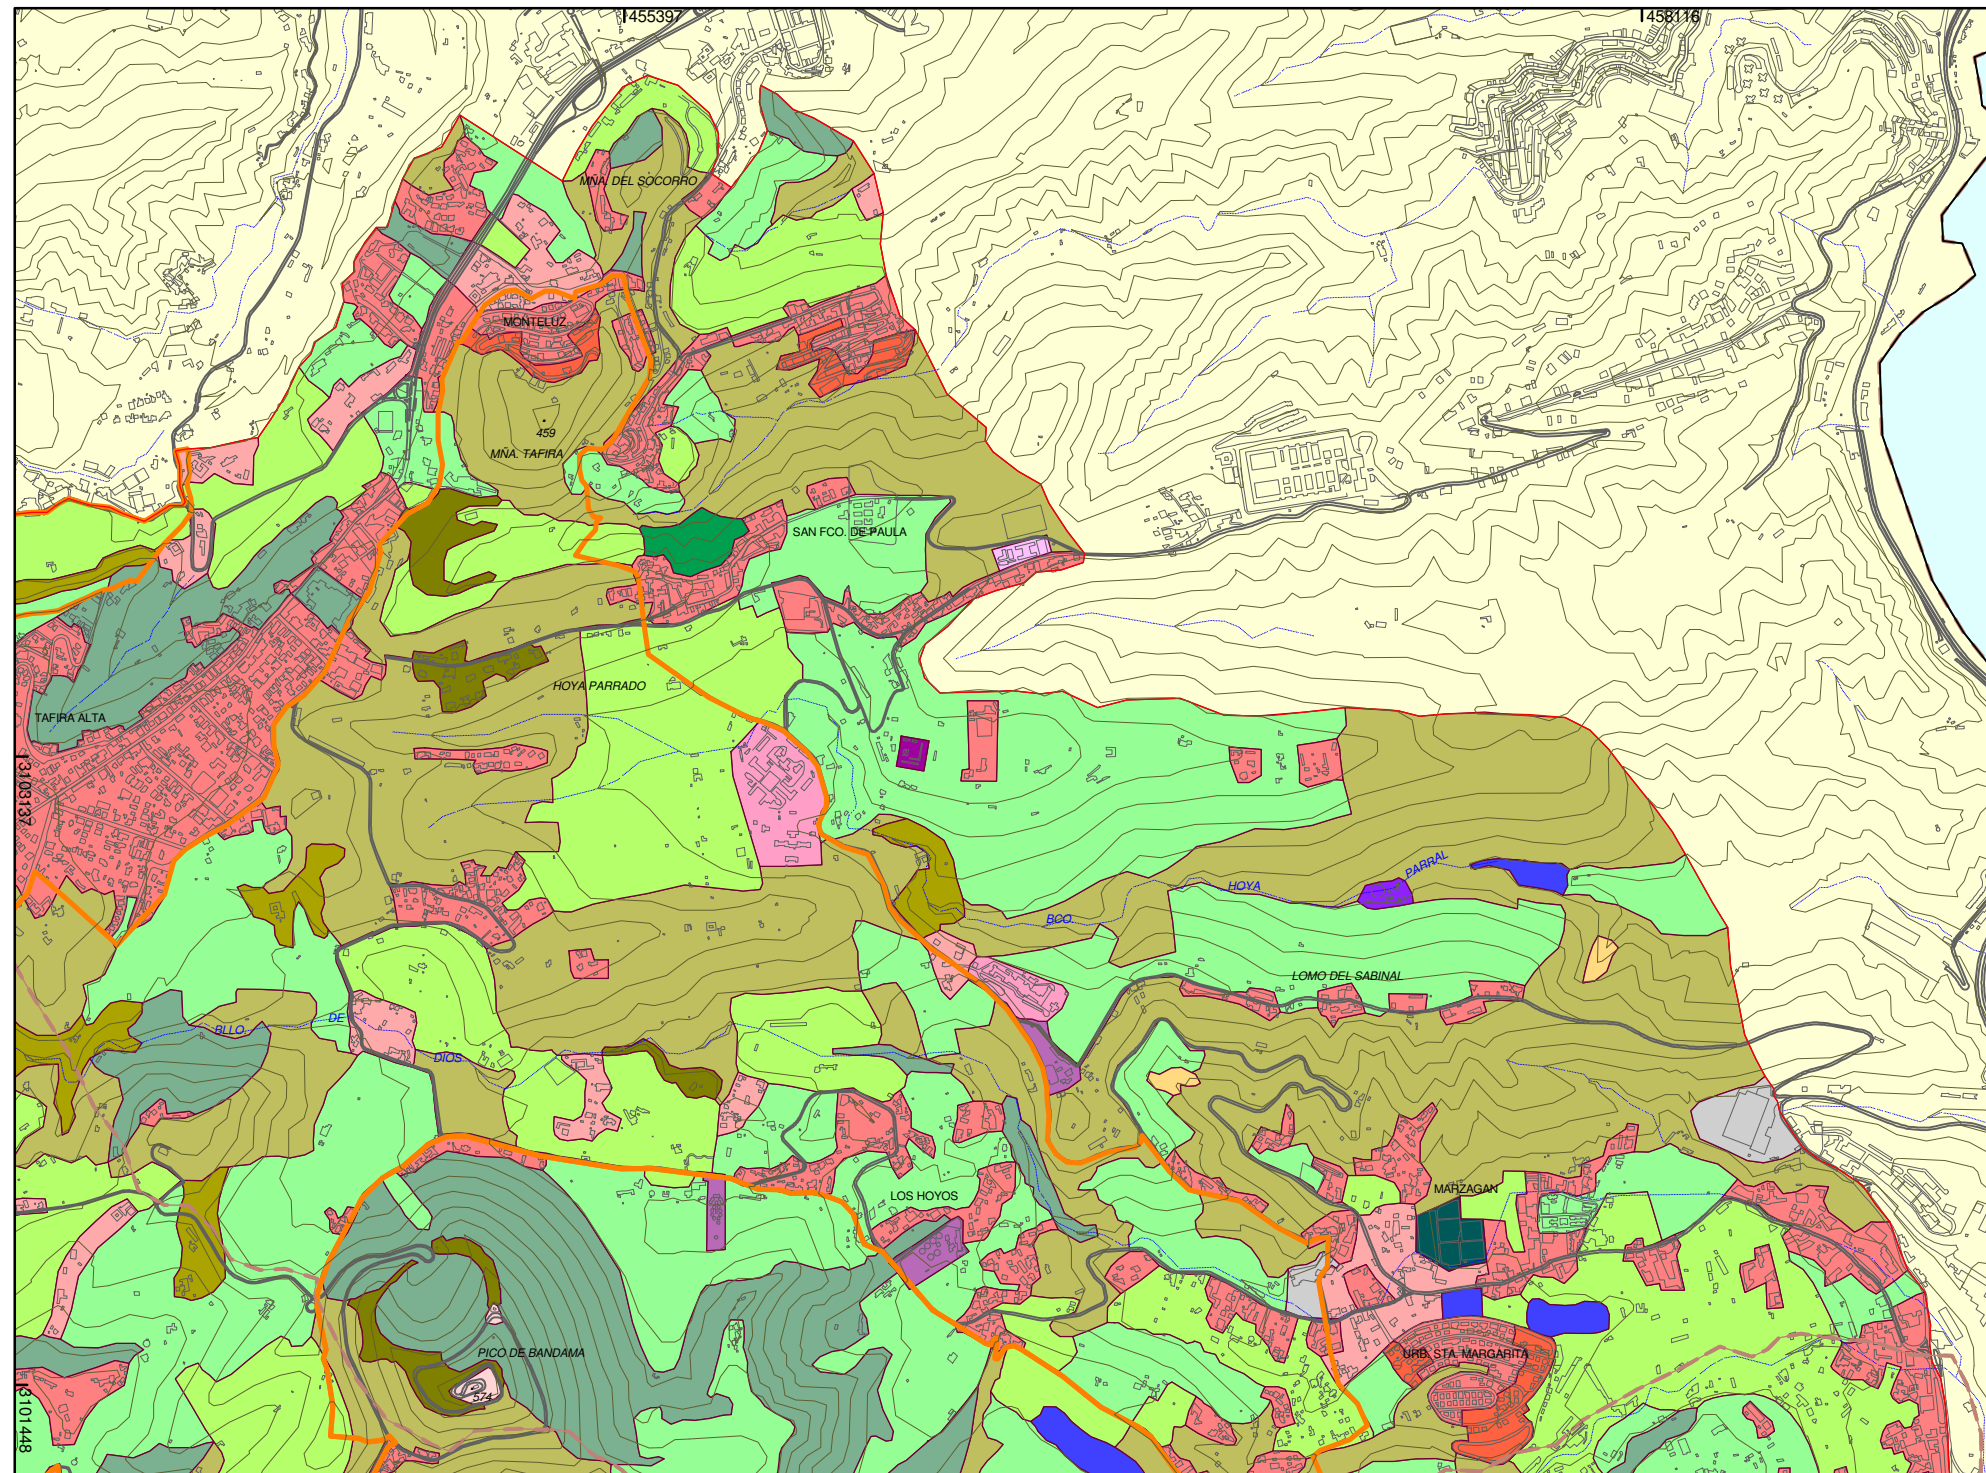 455397
458116
MÑA. DEL SOCORRO
MONTELUZ
459
MÑA. TAFIRA
SAN FCO. DE PAULA
HOYA PARRADO
TAFIRA ALTA
3103137
HOYA
PARRAL
BCO.
LOMO DEL SABINAL
BLLO.
DE
DIOS
LOS HOYOS
MARZAGAN
PICO DE BANDAMA
URB. STA. MARGARITA
574
3101448